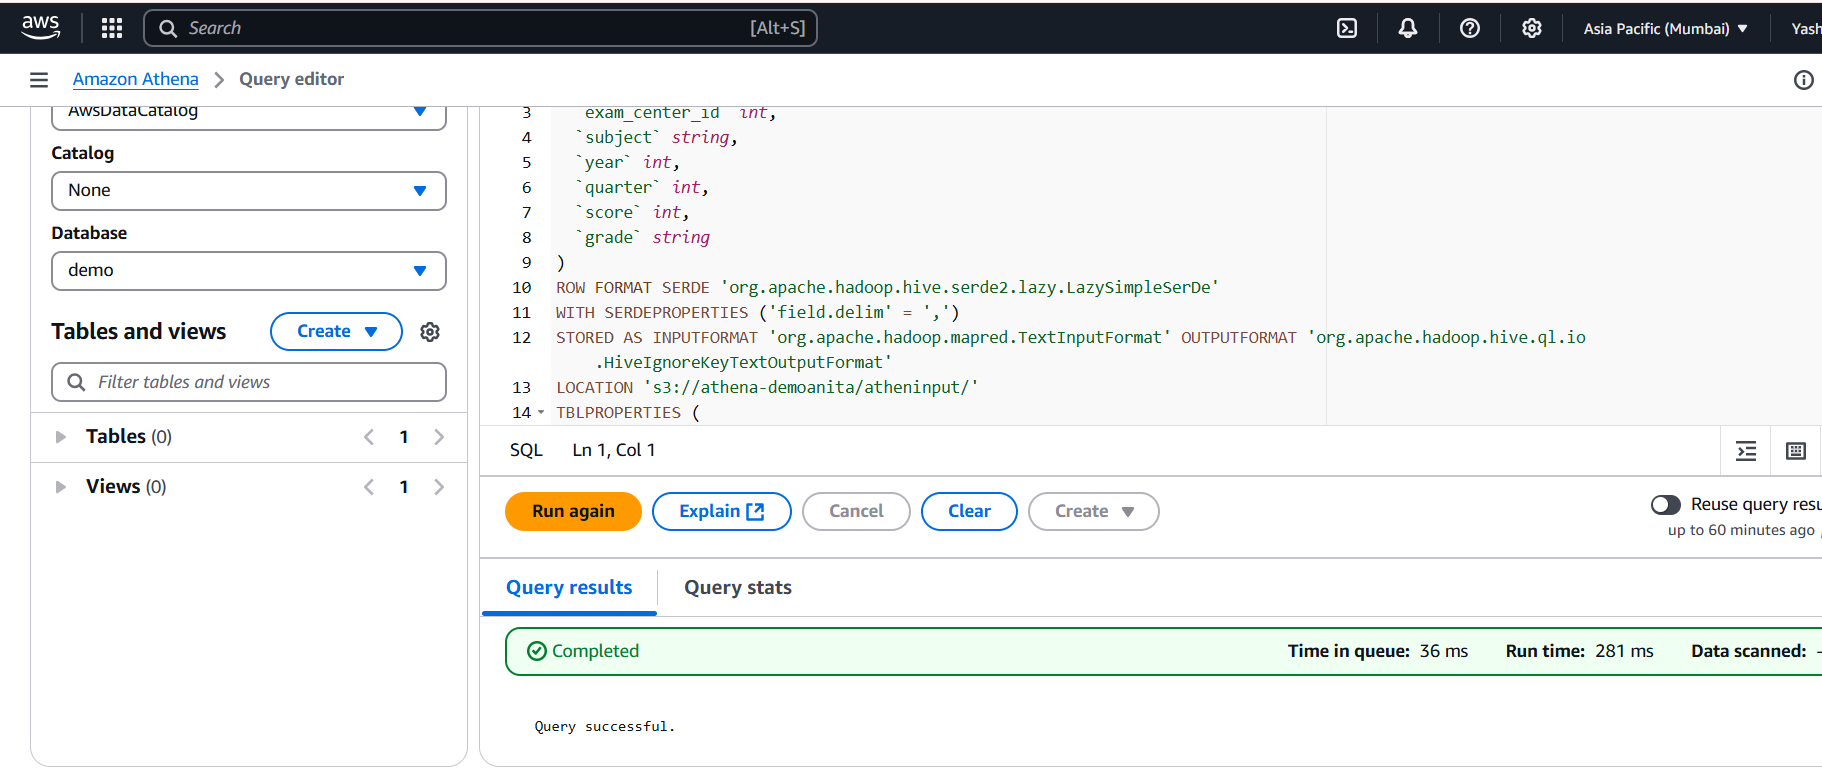 aws
Search [Alt+S]
Asia Pacific (Mumbai)
Yash
Amazon Athena
Query editor
AwsDataCatalog
Catalog
None
Database
demo
Tables and views
Create
Filter tables and views
Tables (0)
1
Views (0)
1
3 exam_center_id` int,
4 `subject` string,
5 `year` int,
6 `quarter` int,
7 `score` int,
8 `grade` string
9 )
10 ROW FORMAT SERDE 'org.apache.hadoop.hive.serde2.lazy.LazySimpleSerDe'
11 WITH SERDEPROPERTIES ('field.delim' = ',')
12 STORED AS INPUTFORMAT 'org.apache.hadoop.mapred.TextInputFormat' OUTPUTFORMAT 'org.apache.hadoop.hive.ql.io
.HiveIgnoreKeyTextOutputFormat'
13 LOCATION 's3://athena-demoanita/atheninput/'
14 TBLPROPERTIES (
SQL Ln 1, Col 1
Run again
Explain
Cancel
Clear
Create
Reuse query resu
up to 60 minutes ago
Query results
Query stats
Completed
Time in queue: 36 ms
Run time: 281 ms
Data scanned: -
Query successful.